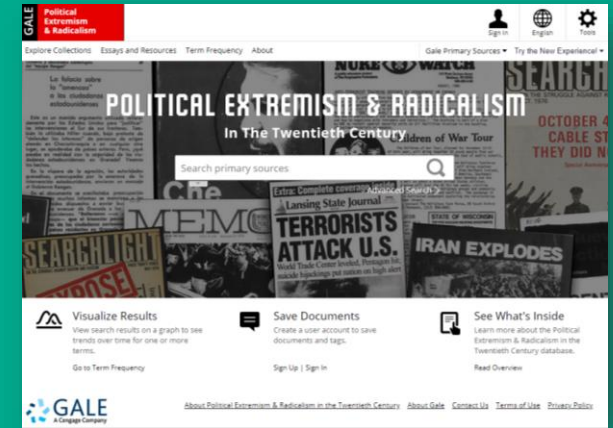 GALE
Political
Extremism
& Radicalism
Sign In
English
Tools
Explore Collections Essays and Resources Term Frequency About
Gale Primary Sources Try the New Experience!
NUKE WATCH
SEARCH
La falacia sobre
la "amenaza"
a los ciudadanos
estadounidenses
POLITICAL EXTREMISM & RADICALISM
In The Twentieth Century
OCTOBER 4
CABLE ST
THEY DID N
Children of War Tour
Search primary sources
Advanced Search
Che
MEMO
Extra: Complete coverage
Lansing State Journal
TERRORISTS
ATTACK U.S.
World Trade Center leveled, Pentagon hit,
suicide hijackings put nation on high alert
STATE OF WISCONSIN
IRAN EXPLODES
SEARCHLIGHT
Visualize Results
View search results on a graph to see
trends over time for one or more
terms.
Go to Term Frequency
Save Documents
Create a user account to save
documents and tags.
Sign Up | Sign In
See What's Inside
Learn more about the Political
Extremism & Radicalism in the
Twentieth Century database.
Read Overview
GALE
A Cengage Company
About Political Extremism & Radicalism in the Twentieth Century About Gale Contact Us Terms of Use Privacy Policy